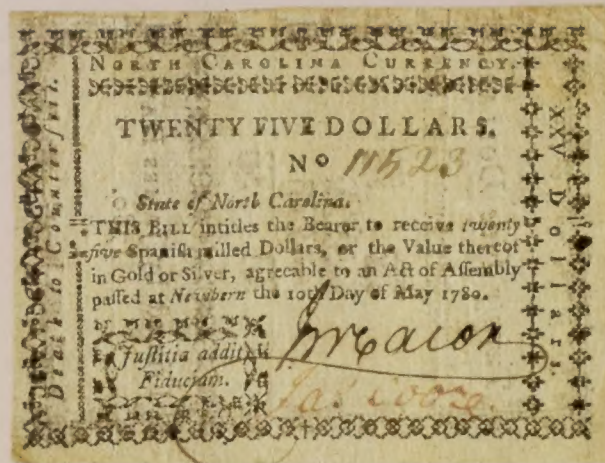 NORTH CAROLINA CURRENCY.
TWENTY FIVE DOLLARS.
No 11523
State of North Carolina.
THIS BILL intitles the Bearer to receive twenty
five Spaniſh milled Dollars, or the Value thereof
in Gold or Silver, agreeable to an Act of Aſſembly
paſſed at Newbern the 10th Day of May 1780.
Juſtitia addit
Fiduciam.
Death to Counterfeit.
XXV Dollars.